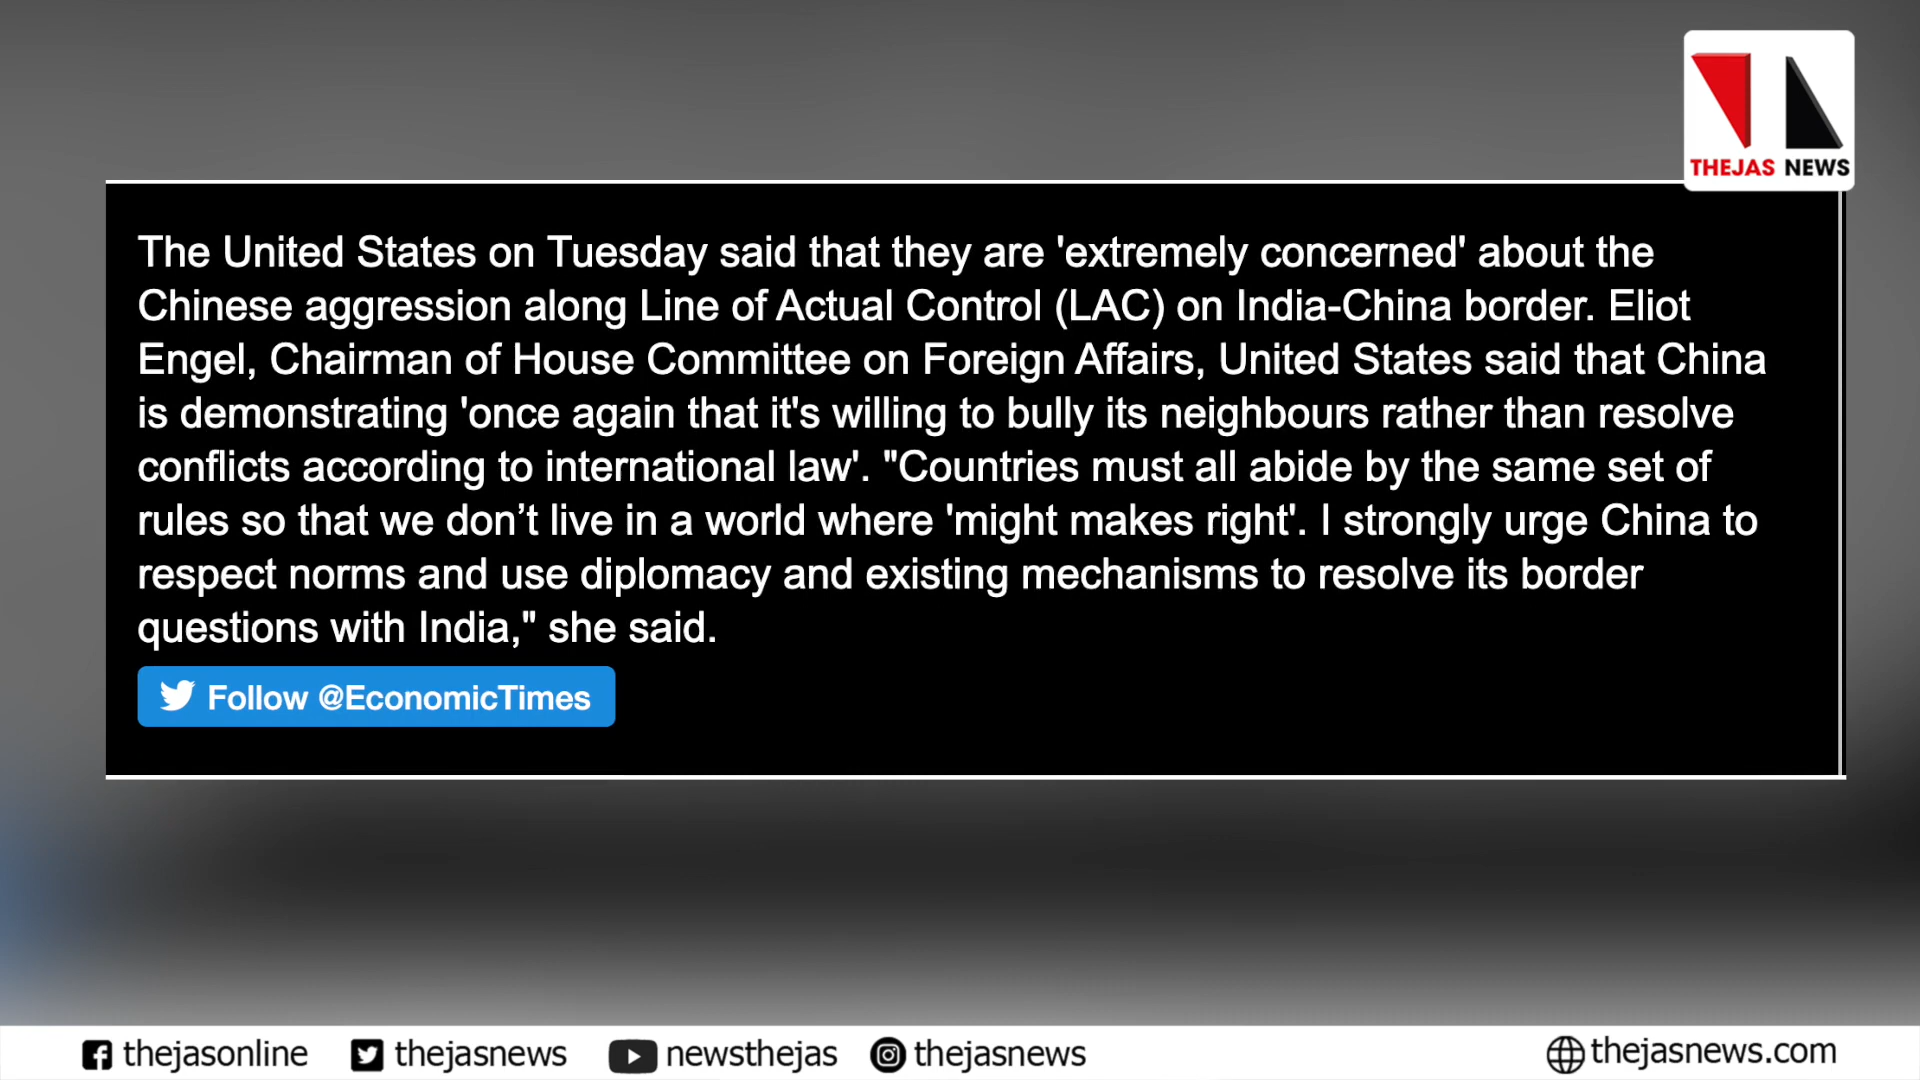 THEJAS NEWS
The United States on Tuesday said that they are 'extremely concerned' about the
Chinese aggression along Line of Actual Control (LAC) on India-China border. Eliot
Engel, Chairman of House Committee on Foreign Affairs, United States said that China
is demonstrating 'once again that it's willing to bully its neighbours rather than resolve
conflicts according to international law'. "Countries must all abide by the same set of
rules so that we don’t live in a world where 'might makes right'. I strongly urge China to
respect norms and use diplomacy and existing mechanisms to resolve its border
questions with India," she said.
Follow @EconomicTimes
thejasonline thejasnews newsthejas thejasnews thejasnews.com